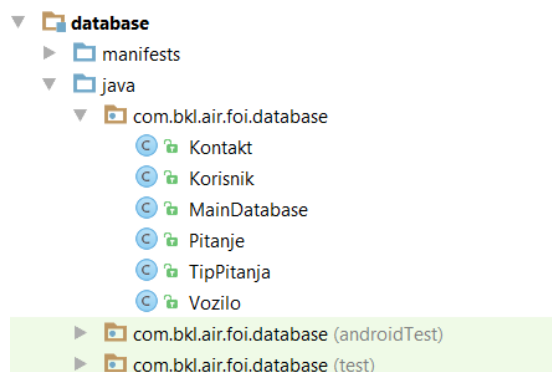 database
manifests
java
com.bkl.air.foi.database
C Kontakt
C Korisnik
C MainDatabase
C Pitanje
C TipPitanja
C Vozilo
com.bkl.air.foi.database (androidTest)
com.bkl.air.foi.database (test)